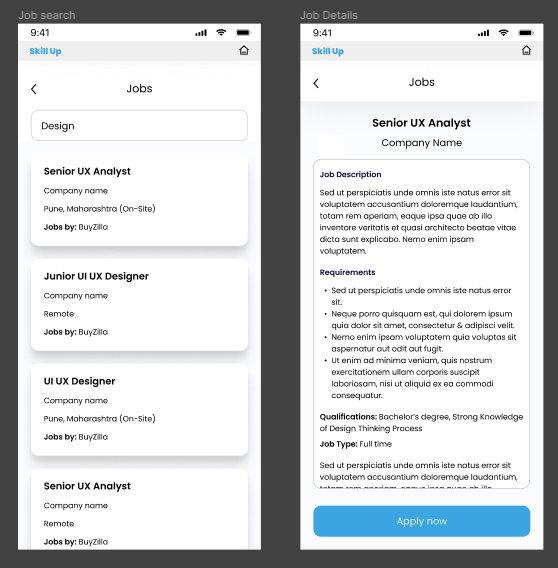 Job search
9:41
Skill Up
Jobs
Design
Senior UX Analyst
Company name
Pune, Maharashtra (On-Site)
Jobs by: BuyZilla
Junior UI UX Designer
Company name
Remote
Jobs by: BuyZilla
UI UX Designer
Company name
Pune, Maharashtra (On-Site)
Jobs by: BuyZilla
Senior UX Analyst
Company name
Remote
Jobs by: BuyZilla
Job Details
9:41
Skill Up
Jobs
Senior UX Analyst
Company Name
Job Description
Sed ut perspiciatis unde omnis iste natus error sit
voluptatem accusantium doloremque laudantium,
totam rem aperiam, eaque ipsa quae ab illo
inventore veritatis et quasi architecto beatae vitae
dicta sunt explicabo. Nemo enim ipsam
voluptatem.
Requirements
• Sed ut perspiciatis unde omnis iste natus error
sit.
• Neque porro quisquam est, qui dolorem ipsum
quia dolor sit amet, consectetur & adipisci velit.
• Nemo enim ipsam voluptatem quia voluptas sit
aspernatur aut odit aut fugit.
• Ut enim ad minima veniam, quis nostrum
exercitationem ullam corporis suscipit
laboriosam, nisi ut aliquid ex ea commodi
consequatur.
Qualifications: Bachelor's degree, Strong Knowledge
of Design Thinking Process
Job Type: Full time
Sed ut perspiciatis unde omnis iste natus error sit
voluptatem accusantium doloremque laudantium,
totam rem aperiam, eaque ipsa quae ab illo
Apply now